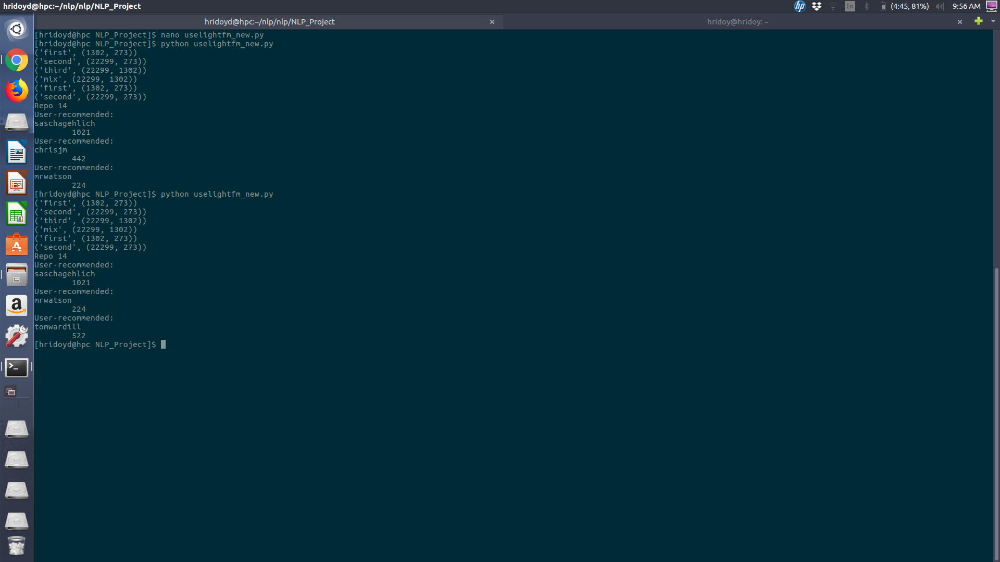 hridoyd@hpc:~/nlp/nlp/NLP_Project
hp
En
(4:45, 81%)
9:56 AM
hridoyd@hpc:~/nlp/nlp/NLP_Project
hridoy@hridoy: ~
[hridoyd@hpc NLP_Project]$ nano uselightfm_new.py
[hridoyd@hpc NLP_Project]$ python uselightfm_new.py
('first', (1302, 273))
('second', (22299, 273))
('third', (22299, 1302))
('mix', (22299, 1302))
('first', (1302, 273))
('second', (22299, 273))
Repo 14
User-recommended:
saschagehlich
1021
User-recommended:
chrisjm
442
User-recommended:
mrwatson
224
[hridoyd@hpc NLP_Project]$ python uselightfm_new.py
('first', (1302, 273))
('second', (22299, 273))
('third', (22299, 1302))
('mix', (22299, 1302))
('first', (1302, 273))
('second', (22299, 273))
Repo 14
User-recommended:
saschagehlich
1021
User-recommended:
mrwatson
224
User-recommended:
tomwardill
522
[hridoyd@hpc NLP_Project]$